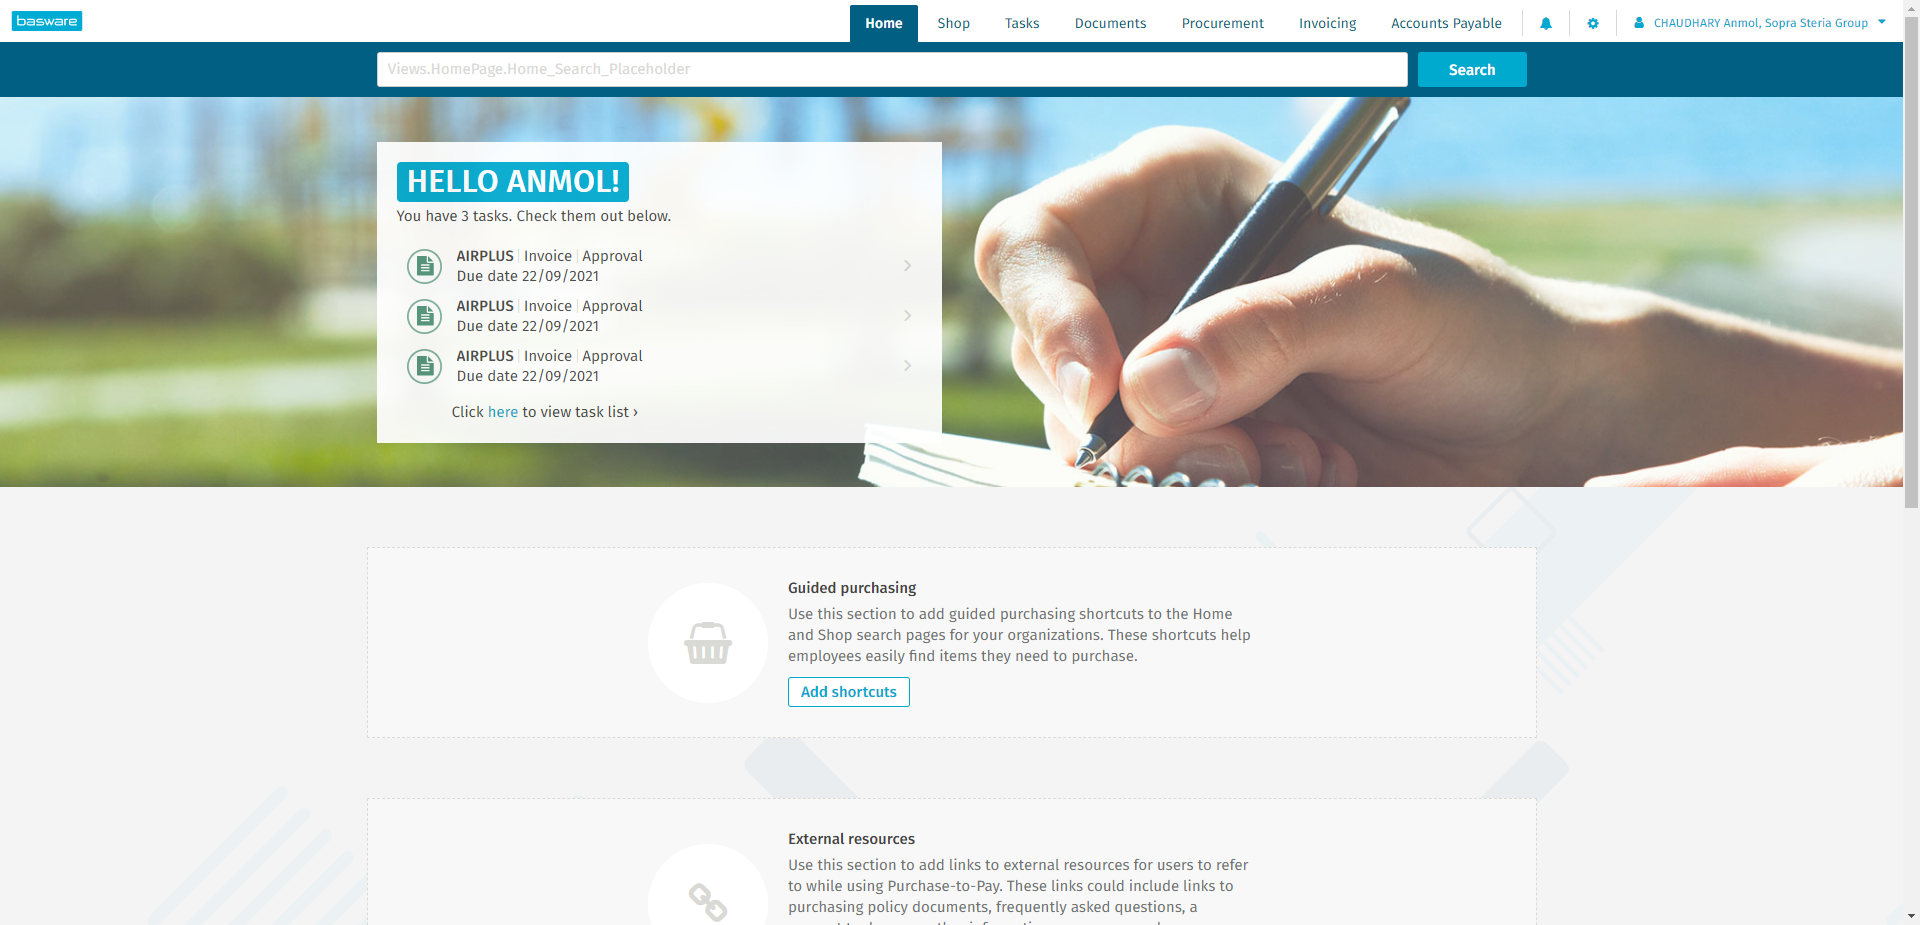 basware
Home Shop Tasks Documents Procurement Invoicing Accounts Payable CHAUDHARY Anmol, Sopra Steria Group
Views.HomePage.Home_Search_Placeholder Search
HELLO ANMOL!
You have 3 tasks. Check them out below.
AIRPLUS | Invoice | Approval
Due date 22/09/2021
AIRPLUS | Invoice | Approval
Due date 22/09/2021
AIRPLUS | Invoice | Approval
Due date 22/09/2021
Click here to view task list ›
Guided purchasing
Use this section to add guided purchasing shortcuts to the Home
and Shop search pages for your organizations. These shortcuts help
employees easily find items they need to purchase.
Add shortcuts
External resources
Use this section to add links to external resources for users to refer
to while using Purchase-to-Pay. These links could include links to
purchasing policy documents, frequently asked questions, a